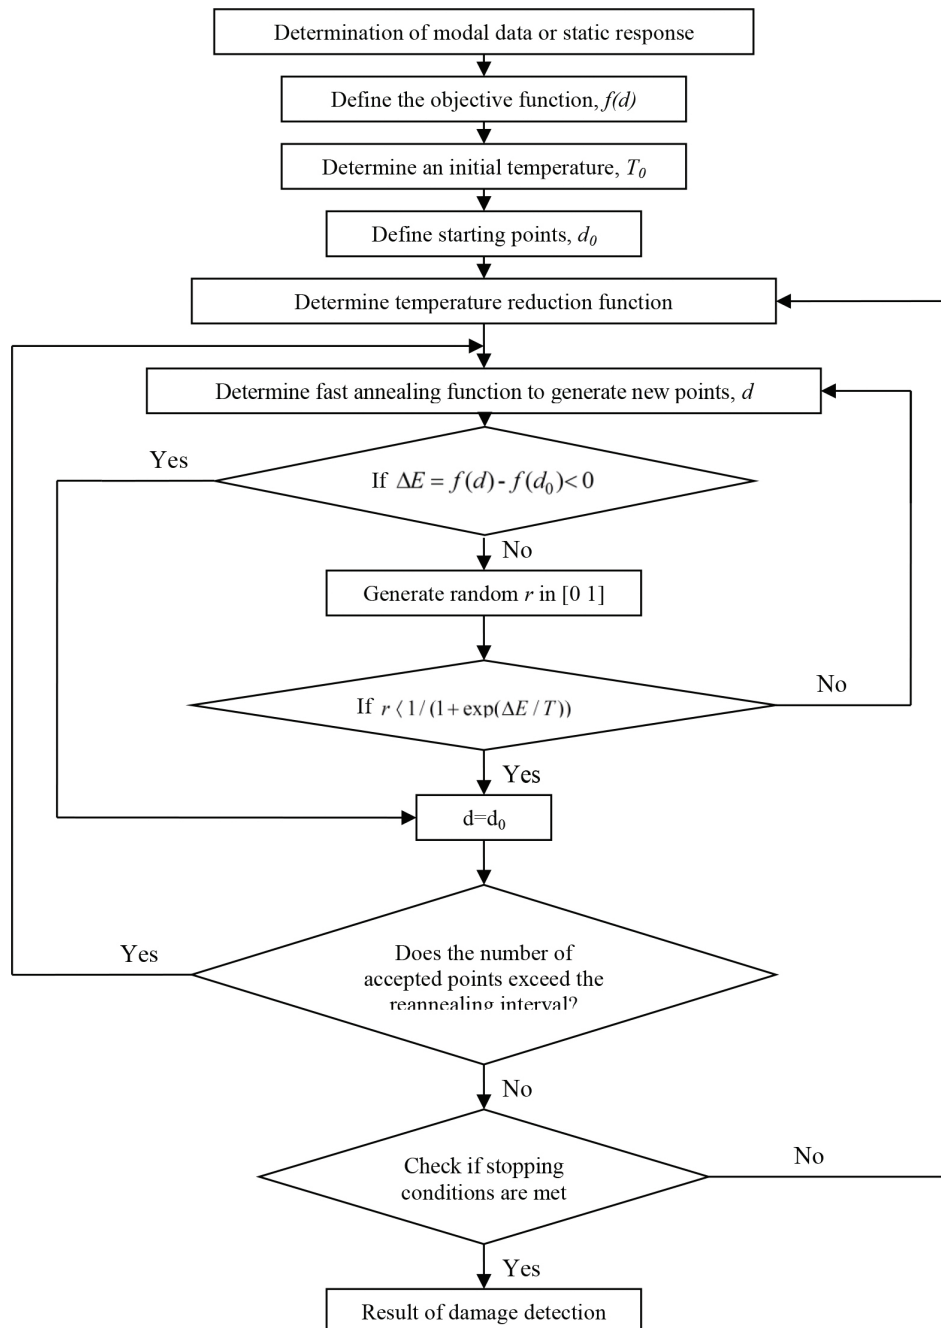 Determination of modal data or static response
Define the objective function, f(d)
Determine an initial temperature, T₀
Define starting points, d₀
Determine temperature reduction function
Determine fast annealing function to generate new points, d
Yes
If ΔE = f(d) - f(d₀)<0
No
Generate random r in [0 1]
If r ⟨ 1/(1+exp(ΔE/T))
No
Yes
d=d₀
Yes
Does the number of
accepted points exceed the
reannealing interval?
No
Check if stopping
conditions are met
No
Yes
Result of damage detection